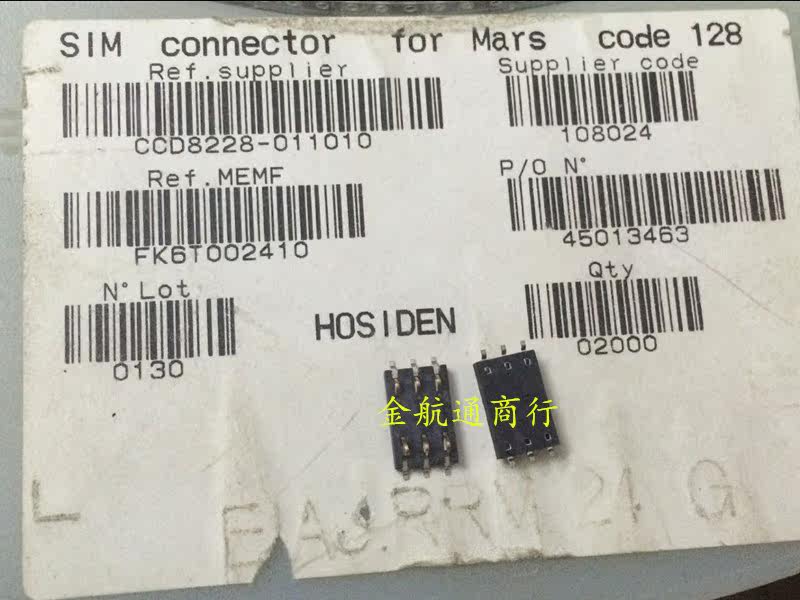 SIM connector for Mars code 128
Ref.supplier
CCD8228-011010
Supplier code
108024
Ref.MEMF
FK6T002410
P/O N°
45013463
N° Lot
0130
Qty
02000
HOSIDEN
金航通商行
L